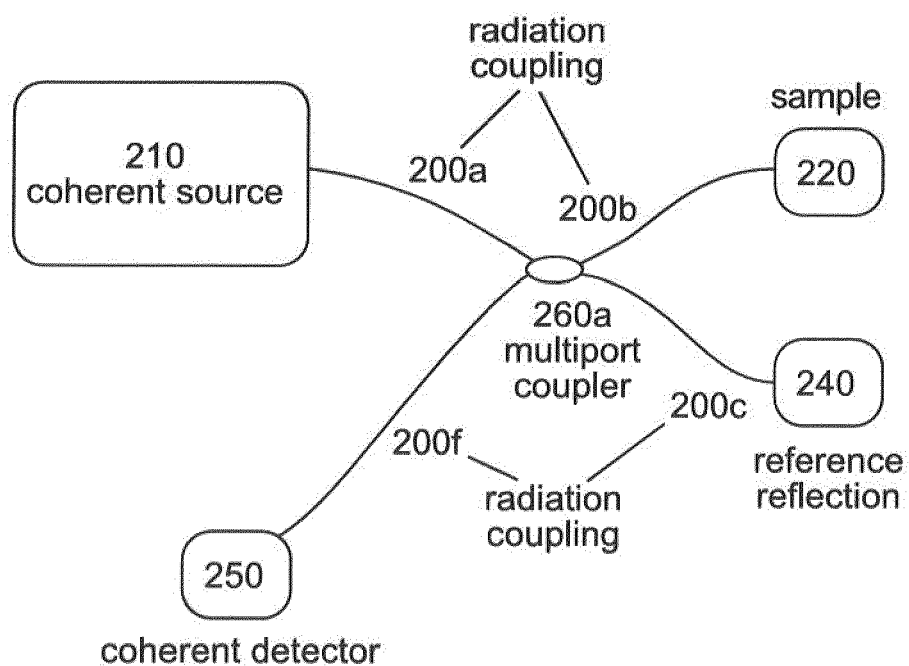 radiation
coupling
sample
210
coherent source
200a
220
200b
260a
multiport
coupler
240
200c
200f
reference
reflection
radiation
coupling
250
coherent detector